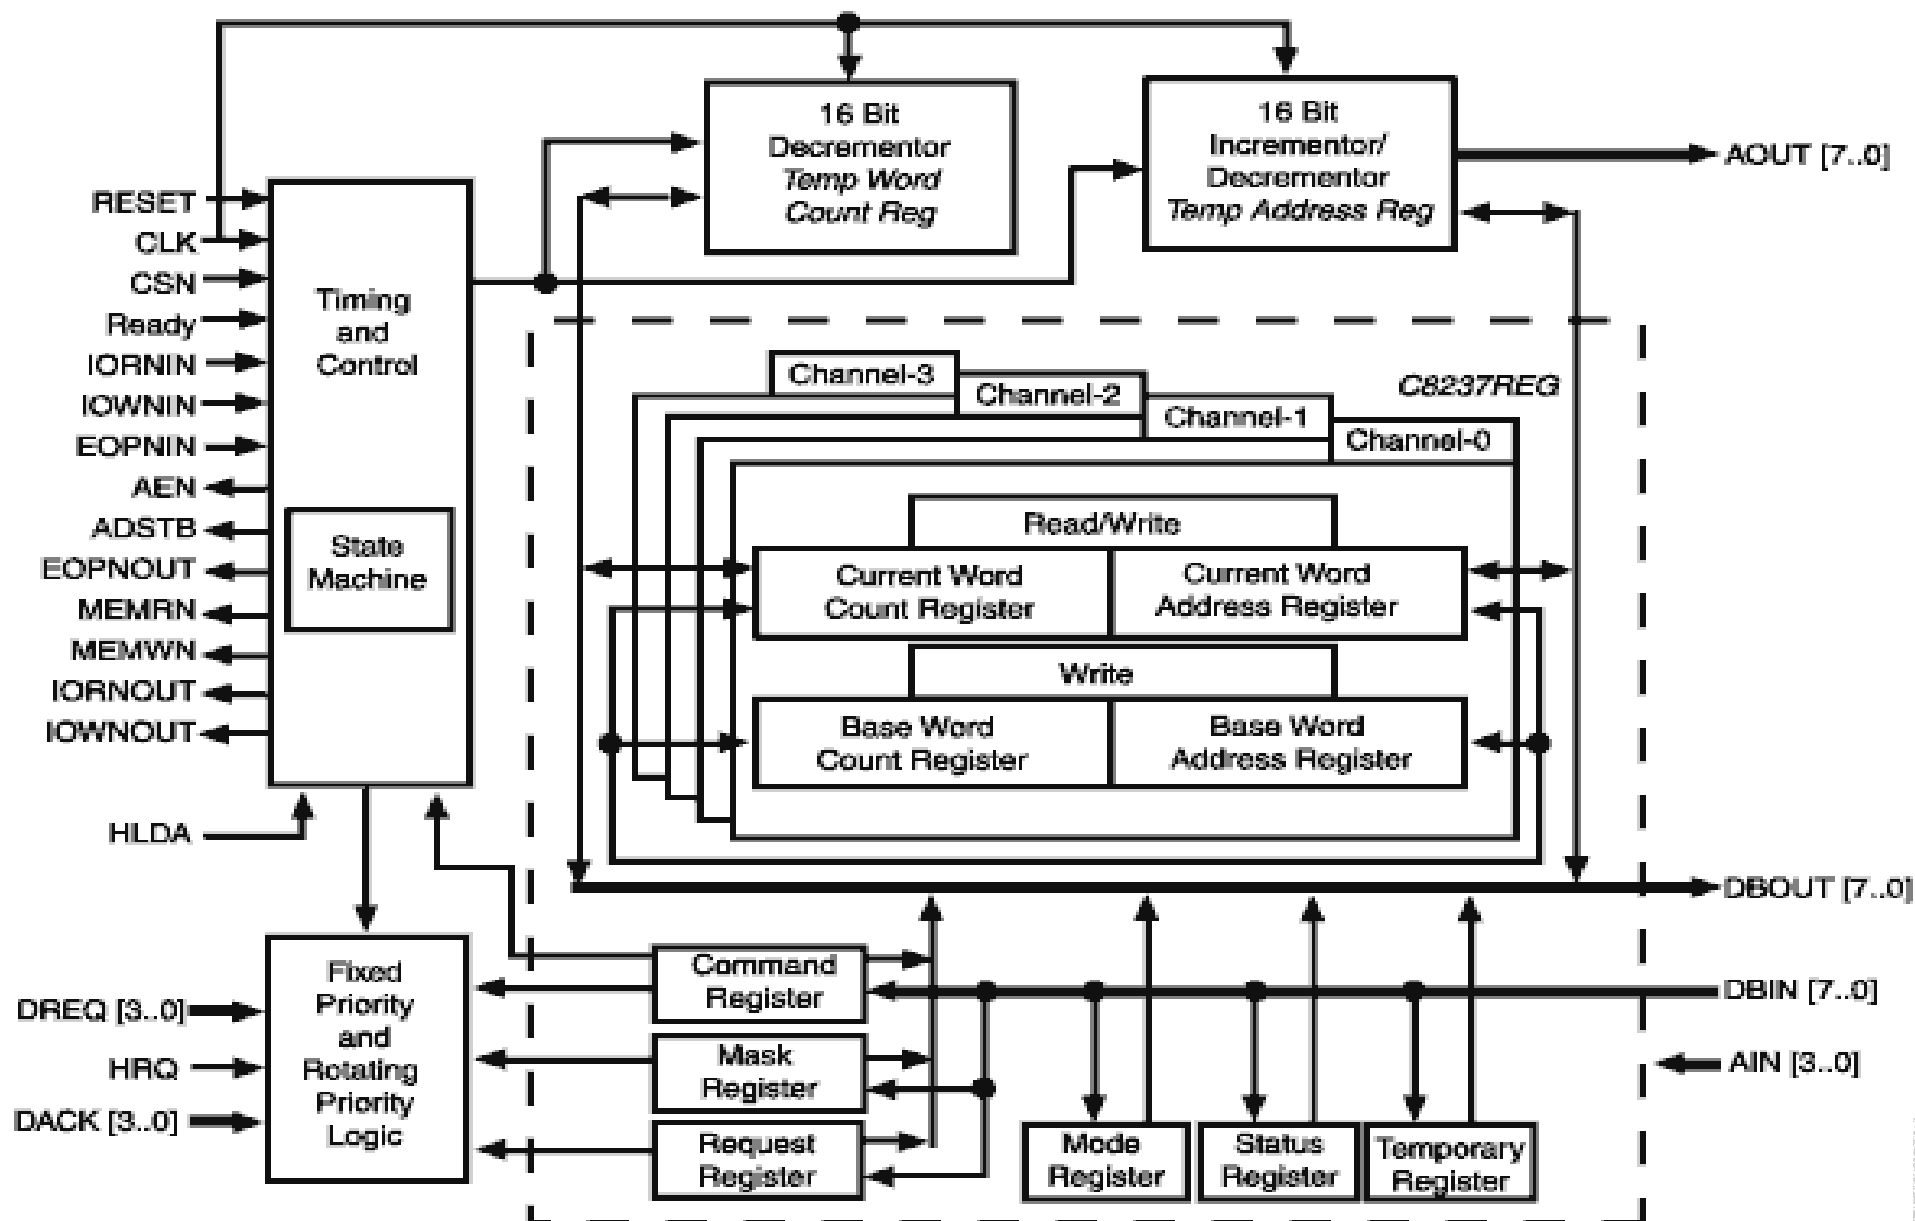 16 Bit
Decrementor
Temp Word
Count Reg
16 Bit
Incrementor/
Decrementor
Temp Address Reg
AOUT [7..0]
RESET
CLK
CSN
Ready
IORNIN
IOWNIN
EOPNIN
AEN
ADSTB
EOPNOUT
MEMRN
MEMWN
IORNOUT
IOWNOUT
HLDA
Timing
and
Control
State
Machine
Channel-3
Channel-2
Channel-1
Channel-0
C8237REG
Read/Write
Current Word
Count Register
Current Word
Address Register
Write
Base Word
Count Register
Base Word
Address Register
DBOUT [7..0]
DREQ [3..0]
HRQ
DACK [3..0]
Fixed
Priority
and
Rotating
Priority
Logic
Command
Register
Mask
Register
Request
Register
Mode
Register
Status
Register
Temporary
Register
DBIN [7..0]
AIN [3..0]